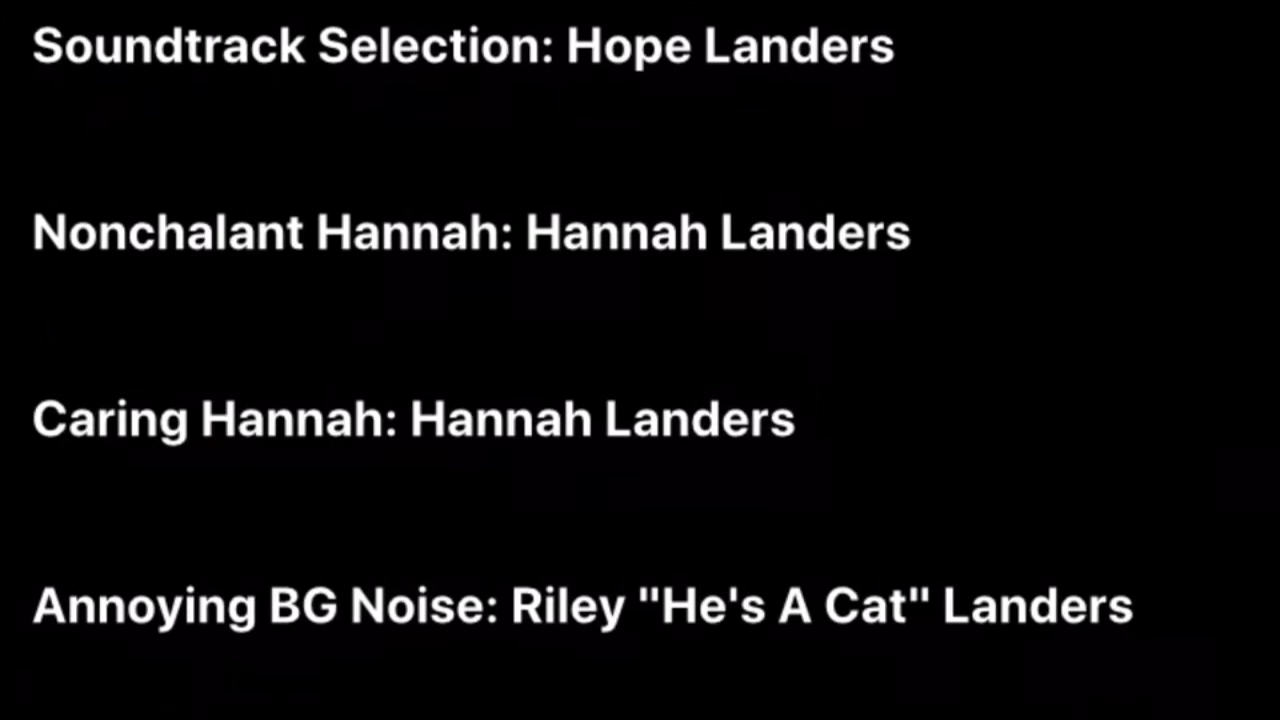 Soundtrack Selection: Hope Landers
Nonchalant Hannah: Hannah Landers
Caring Hannah: Hannah Landers
Annoying BG Noise: Riley "He's A Cat" Landers